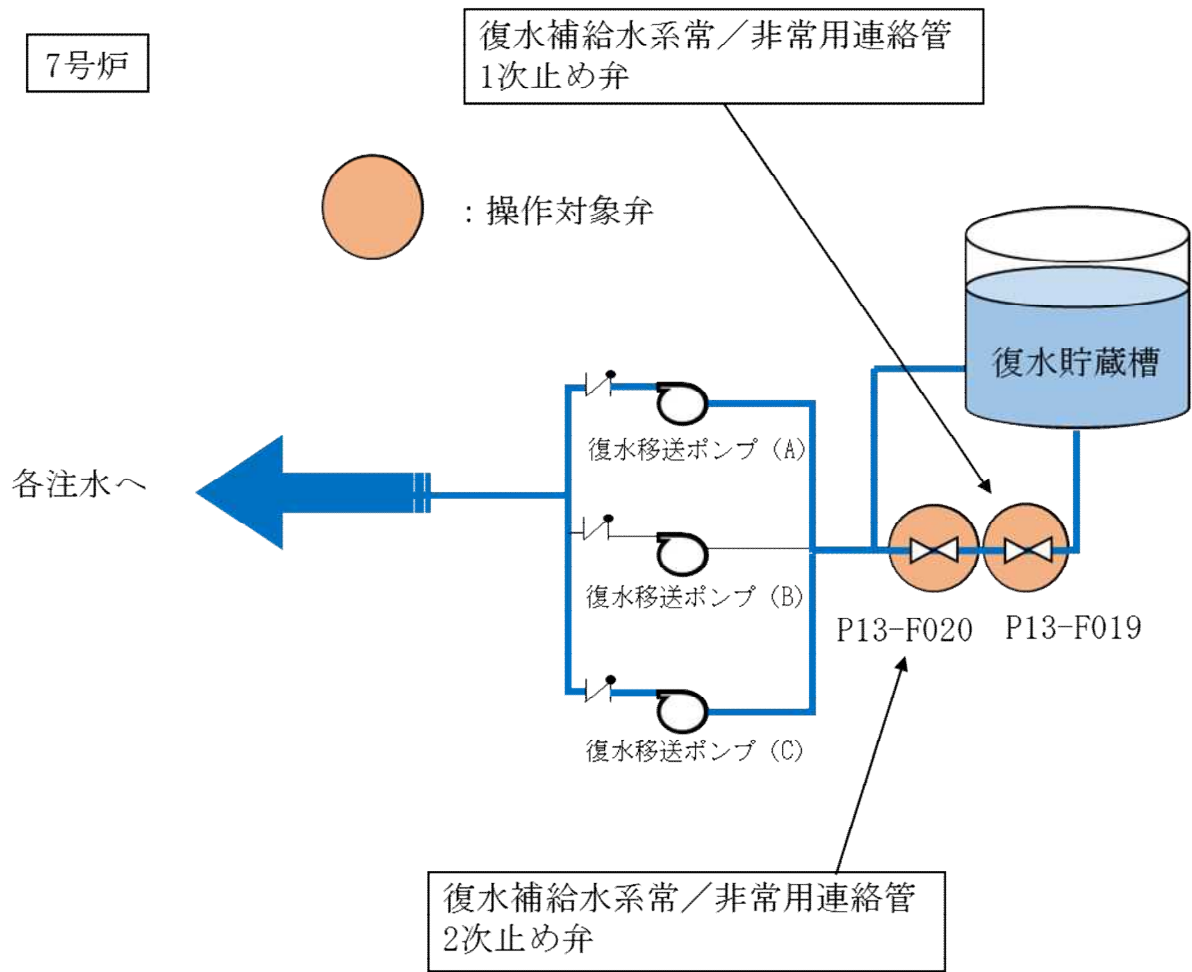 復水補給水系常／非常用連絡管
1次止め弁
7号炉
：操作対象弁
復水貯蔵槽
復水移送ポンプ（A）
各注水へ
復水移送ポンプ（B）
P13-F020
P13-F019
復水移送ポンプ（C）
復水補給水系常／非常用連絡管
2次止め弁